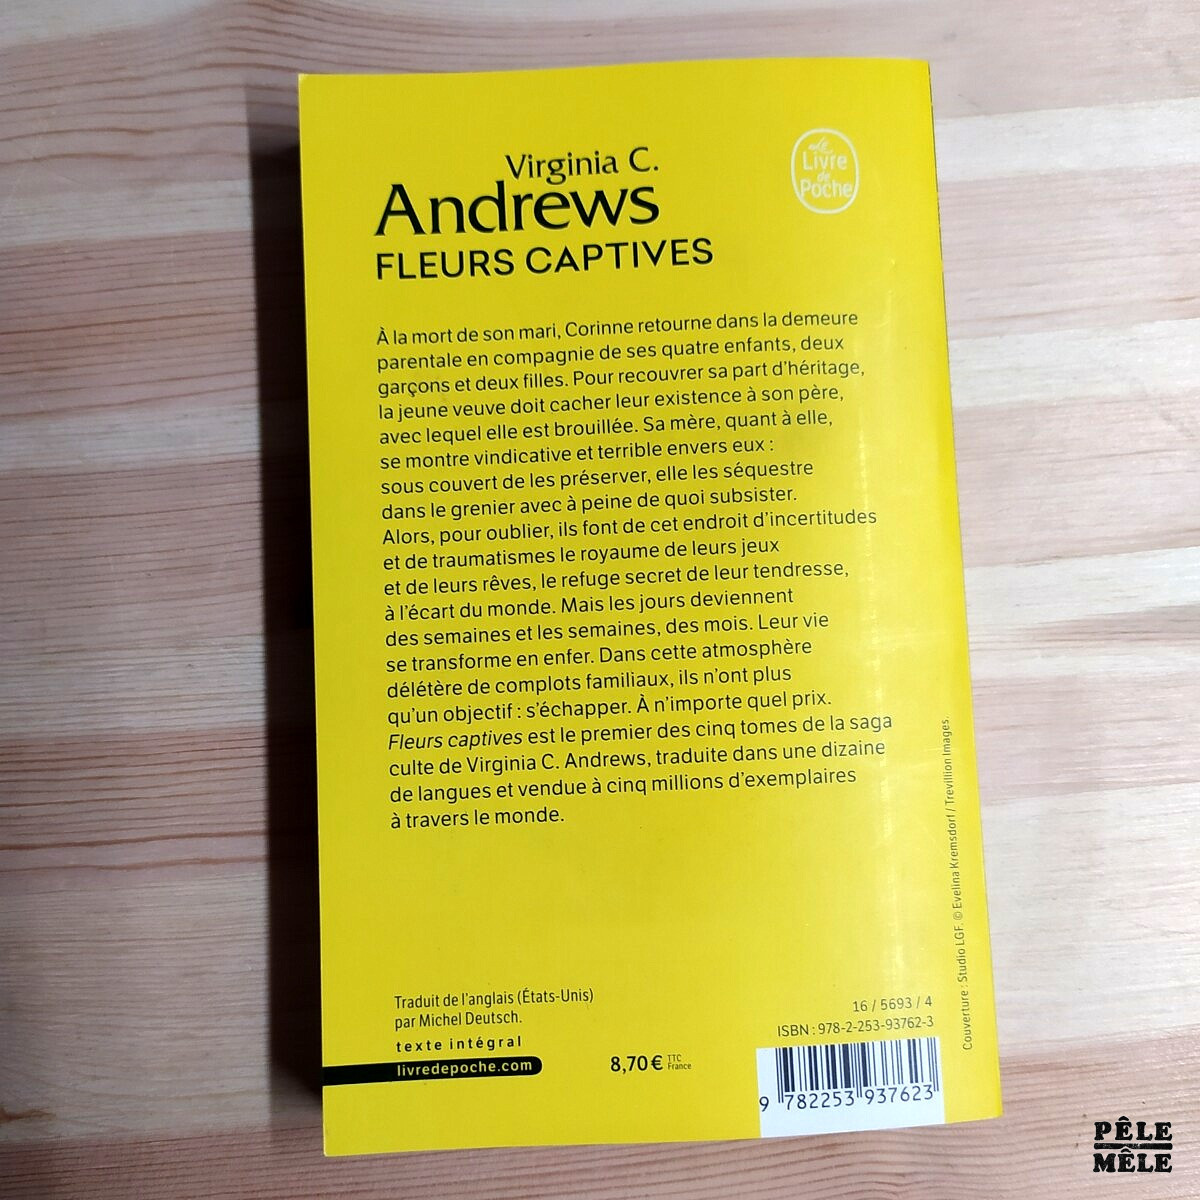 Virginia C.
Andrews
FLEURS CAPTIVES
Le
Livre
de
Poche
À la mort de son mari, Corinne retourne dans la demeure
parentale en compagnie de ses quatre enfants, deux
garçons et deux filles. Pour recouvrer sa part d'héritage,
la jeune veuve doit cacher leur existence à son père,
avec lequel elle est brouillée. Sa mère, quant à elle,
se montre vindicative et terrible envers eux :
sous couvert de les préserver, elle les séquestre
dans le grenier avec à peine de quoi subsister.
Alors, pour oublier, ils font de cet endroit d'incertitudes
et de traumatismes le royaume de leurs jeux
et de leurs rêves, le refuge secret de leur tendresse,
à l'écart du monde. Mais les jours deviennent
des semaines et les semaines, des mois. Leur vie
se transforme en enfer. Dans cette atmosphère
délétère de complots familiaux, ils n'ont plus
qu'un objectif : s'échapper. À n'importe quel prix.
Fleurs captives est le premier des cinq tomes de la saga
culte de Virginia C. Andrews, traduite dans une dizaine
de langues et vendue à cinq millions d'exemplaires
à travers le monde.
Couverture : Studio LGF. © Evelina Kremsdorf / Trevillion Images.
Traduit de l'anglais (États-Unis)
par Michel Deutsch.
texte intégral
livredepoche.com
8,70 € TTC
France
16 / 5693 / 4
ISBN : 978-2-253-93762-3
9 782253 937623
PÊLE
MÊLE